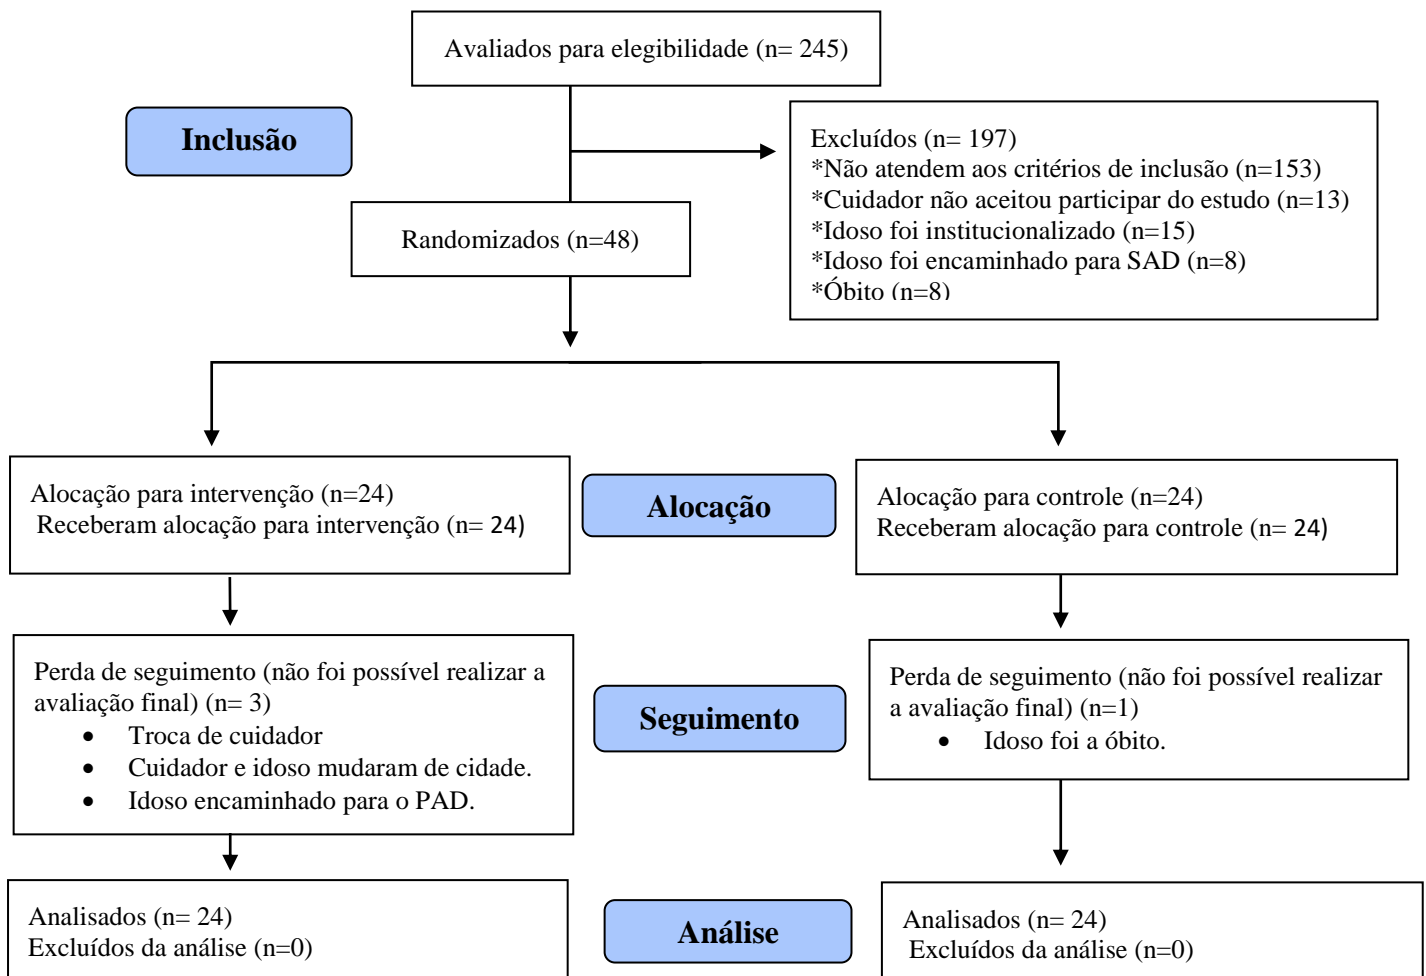 Avaliados para elegibilidade (n= 245)
Inclusão
Excluídos (n= 197)
*Não atendem aos critérios de inclusão (n=153)
*Cuidador não aceitou participar do estudo (n=13)
*Idoso foi institucionalizado (n=15)
*Idoso foi encaminhado para SAD (n=8)
*Óbito (n=8)
Randomizados (n=48)
Alocação para intervenção (n=24)
Receberam alocação para intervenção (n= 24)
Alocação
Alocação para controle (n=24)
Receberam alocação para controle (n= 24)
Perda de seguimento (não foi possível realizar a
avaliação final) (n= 3)
• Troca de cuidador
• Cuidador e idoso mudaram de cidade.
• Idoso encaminhado para o PAD.
Seguimento
Perda de seguimento (não foi possível realizar
a avaliação final) (n=1)
• Idoso foi a óbito.
Analisados (n= 24)
Excluídos da análise (n=0)
Análise
Analisados (n= 24)
Excluídos da análise (n=0)